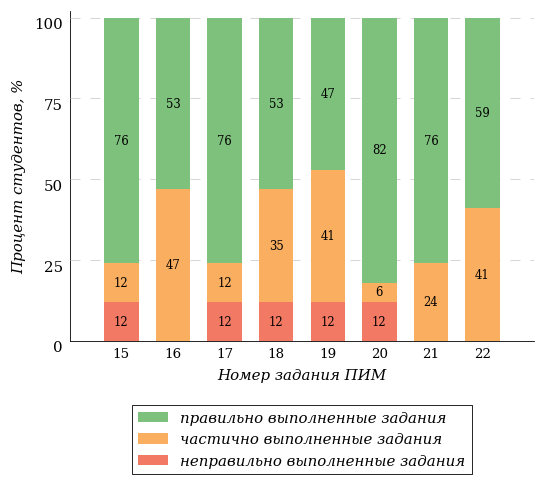 100
75
50
25
0
Процент студентов, %
76 53 76 53 47 82 76 59
12 47 12 35 41 6 24 41
12 12 12 12 12
15 16 17 18 19 20 21 22
Номер задания ПИМ
правильно выполненные задания
частично выполненные задания
неправильно выполненные задания